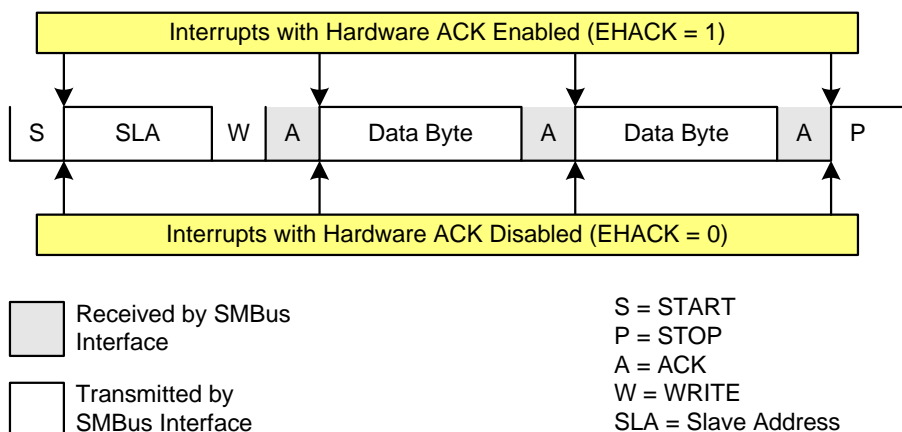 Interrupts with Hardware ACK Enabled (EHACK = 1)
S SLA W A Data Byte A Data Byte A P
Interrupts with Hardware ACK Disabled (EHACK = 0)
Received by SMBus
Interface
Transmitted by
SMBus Interface
S = START
P = STOP
A = ACK
W = WRITE
SLA = Slave Address